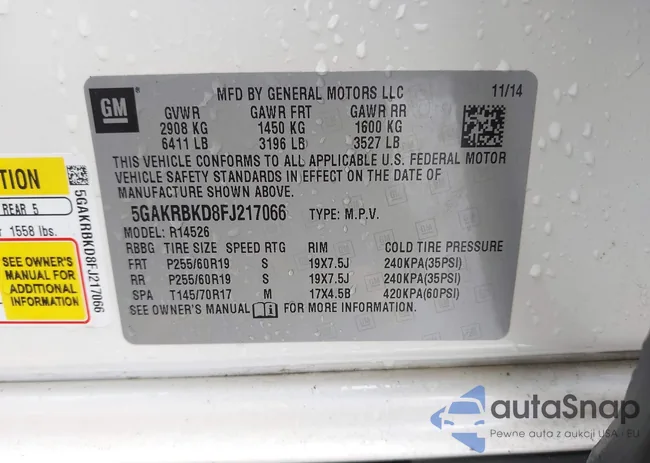 GM
MFD BY GENERAL MOTORS LLC 11/14
GVWR GAWR FRT GAWR RR
2908 KG 1450 KG 1600 KG
6411 LB 3196 LB 3527 LB
THIS VEHICLE CONFORMS TO ALL APPLICABLE U.S. FEDERAL MOTOR
VEHICLE SAFETY STANDARDS IN EFFECT ON THE DATE OF
MANUFACTURE SHOWN ABOVE.
5GAKRBKD8FJ217066 TYPE: M.P.V.
MODEL: R14526
RBBG TIRE SIZE SPEED RTG RIM COLD TIRE PRESSURE
FRT P255/60R19 S 19X7.5J 240KPA(35PSI)
RR P255/60R19 S 19X7.5J 240KPA(35PSI)
SPA T145/70R17 M 17X4.5B 420KPA(60PSI)
SEE OWNER'S MANUAL i FOR MORE INFORMATION.
TION
REAR 5
1558 lbs.
SEE OWNER'S
MANUAL FOR
ADDITIONAL
INFORMATION
5GAKRBKD8FJ217066
autaSnap
Pewne auta z aukcji USA - EU